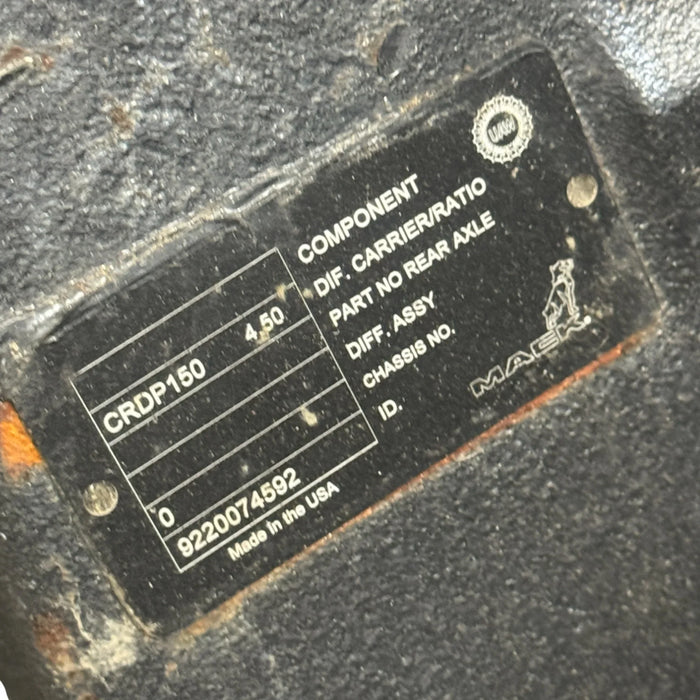 UAW
COMPONENT
CRDP150 4.50 DIF. CARRIER/RATIO
PART NO REAR AXLE
DIFF. ASSY
0 CHASSIS NO.
9220074592 ID.
Made in the USA
MACK